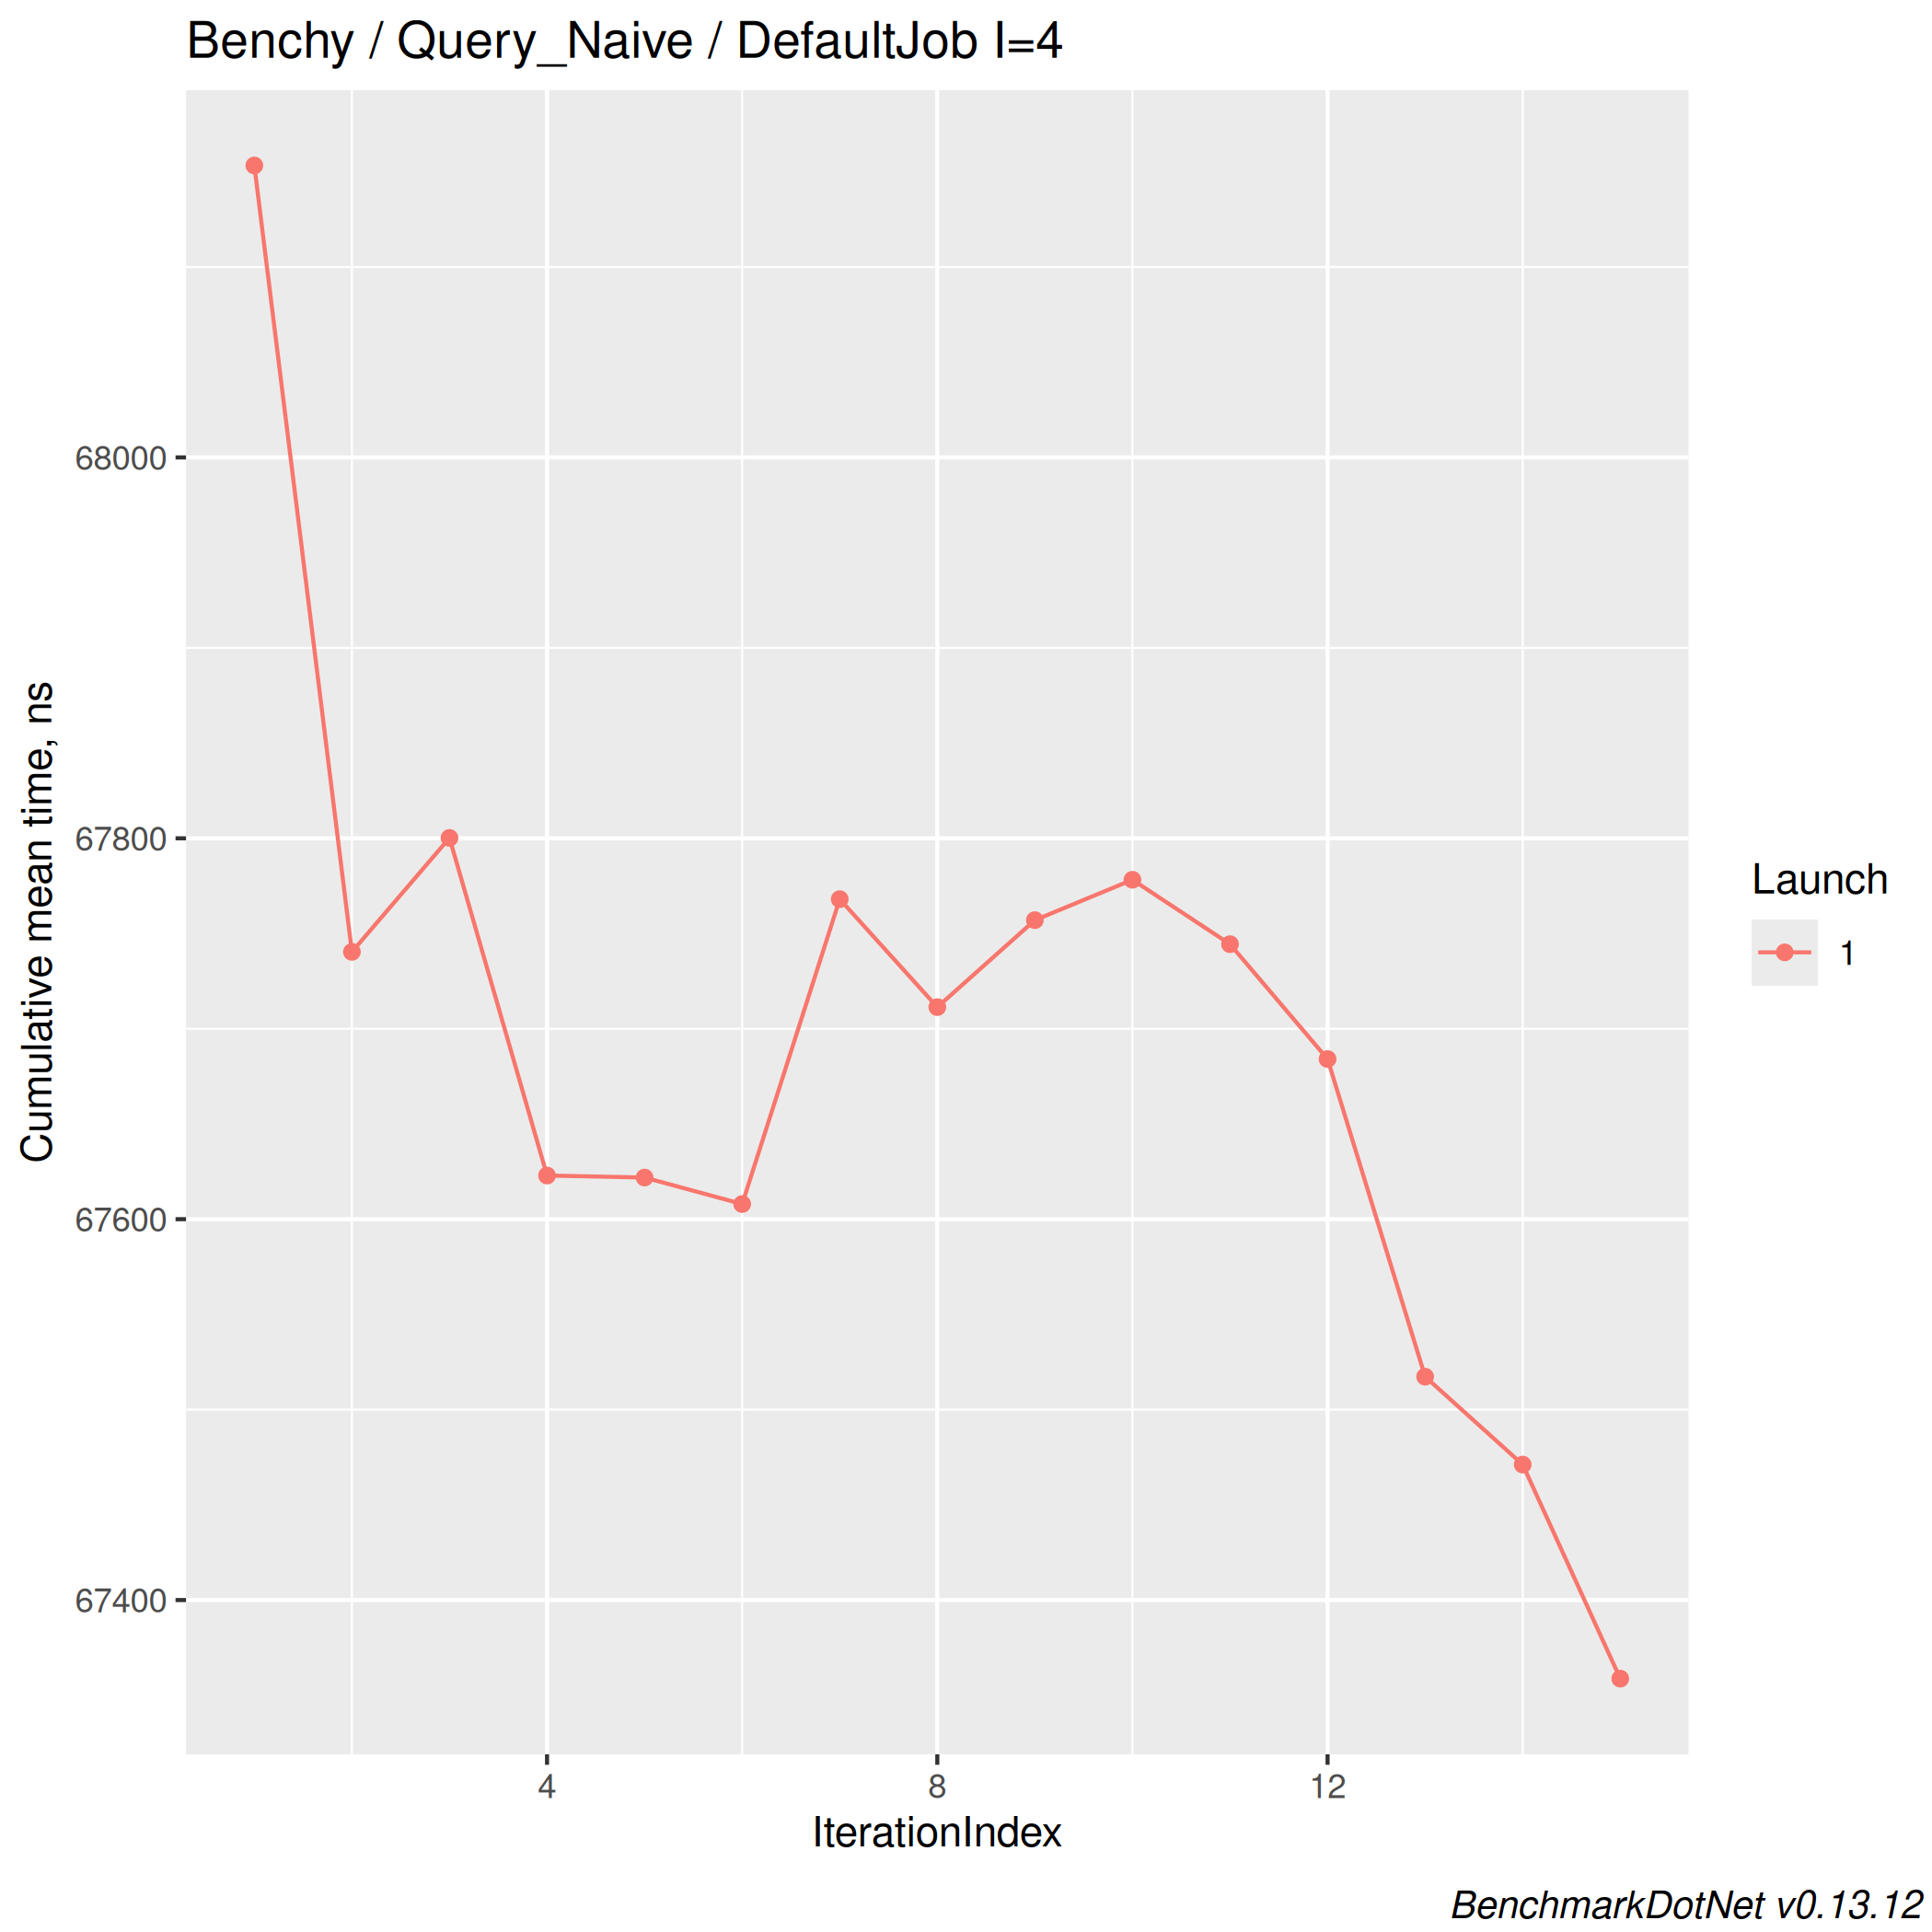 Benchy / Query_Naive / DefaultJob I=4
Cumulative mean time, ns
68000
67800
67600
67400
4
8
12
IterationIndex
Launch
1
BenchmarkDotNet v0.13.12